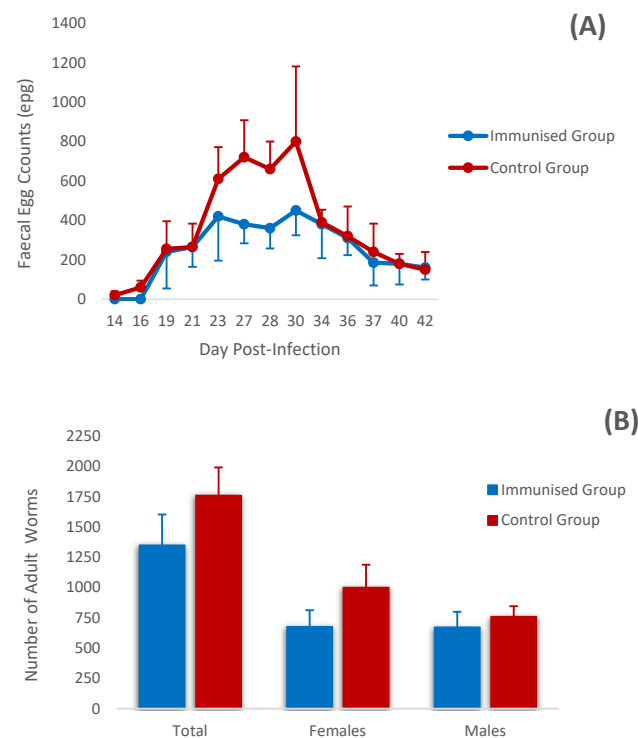 (A)
1400
1200
1000
800
600
400
200
0
Faecal Egg Ccounts (epg)
14 16 19 21 23 27 28 30 34 36 37 40 42
Day Post-Infection
Immunised Group
Control Group
(B)
2250
2000
1750
1500
1250
1000
750
500
250
0
Number of Adult Worms
Total Females Males
Immunised Group
Control Group